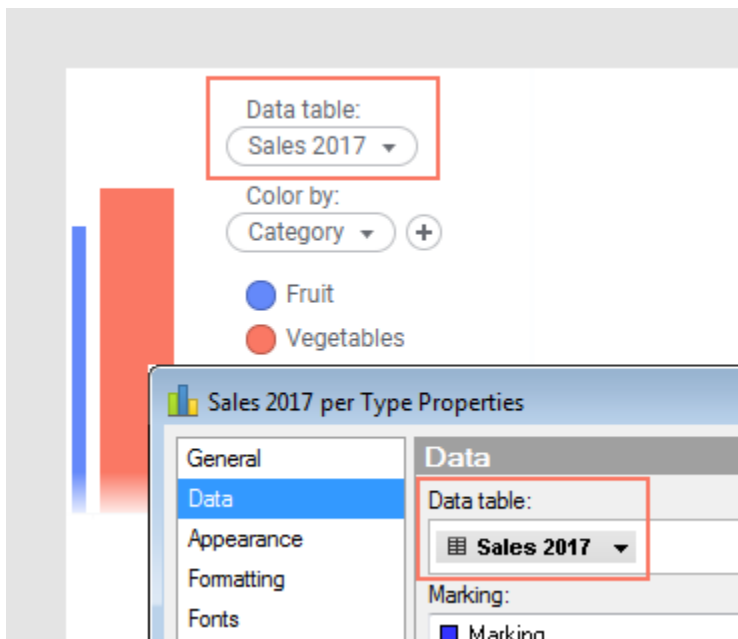 Data table:
Sales 2017
Color by:
Category
Fruit
Vegetables
Sales 2017 per Type Properties
General
Data
Appearance
Formatting
Fonts
Data
Data table:
Sales 2017
Marking:
Marking